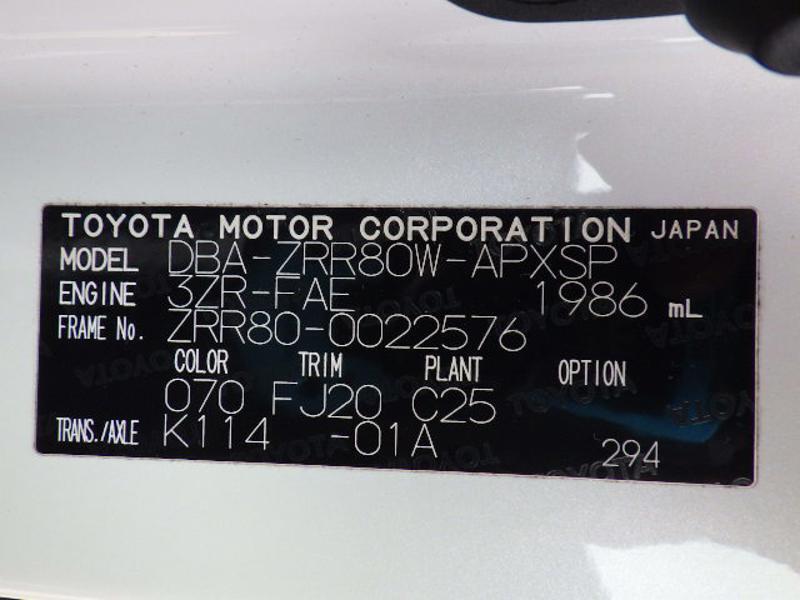 TOYOTA MOTOR CORPORATION JAPAN
MODEL DBA-ZRR80W-APXSP
ENGINE 3ZR-FAE 1986 mL
FRAME No. ZRR80-0022576
COLOR TRIM PLANT OPTION
070 FJ20 C25
TRANS./AXLE K114 -01A 294